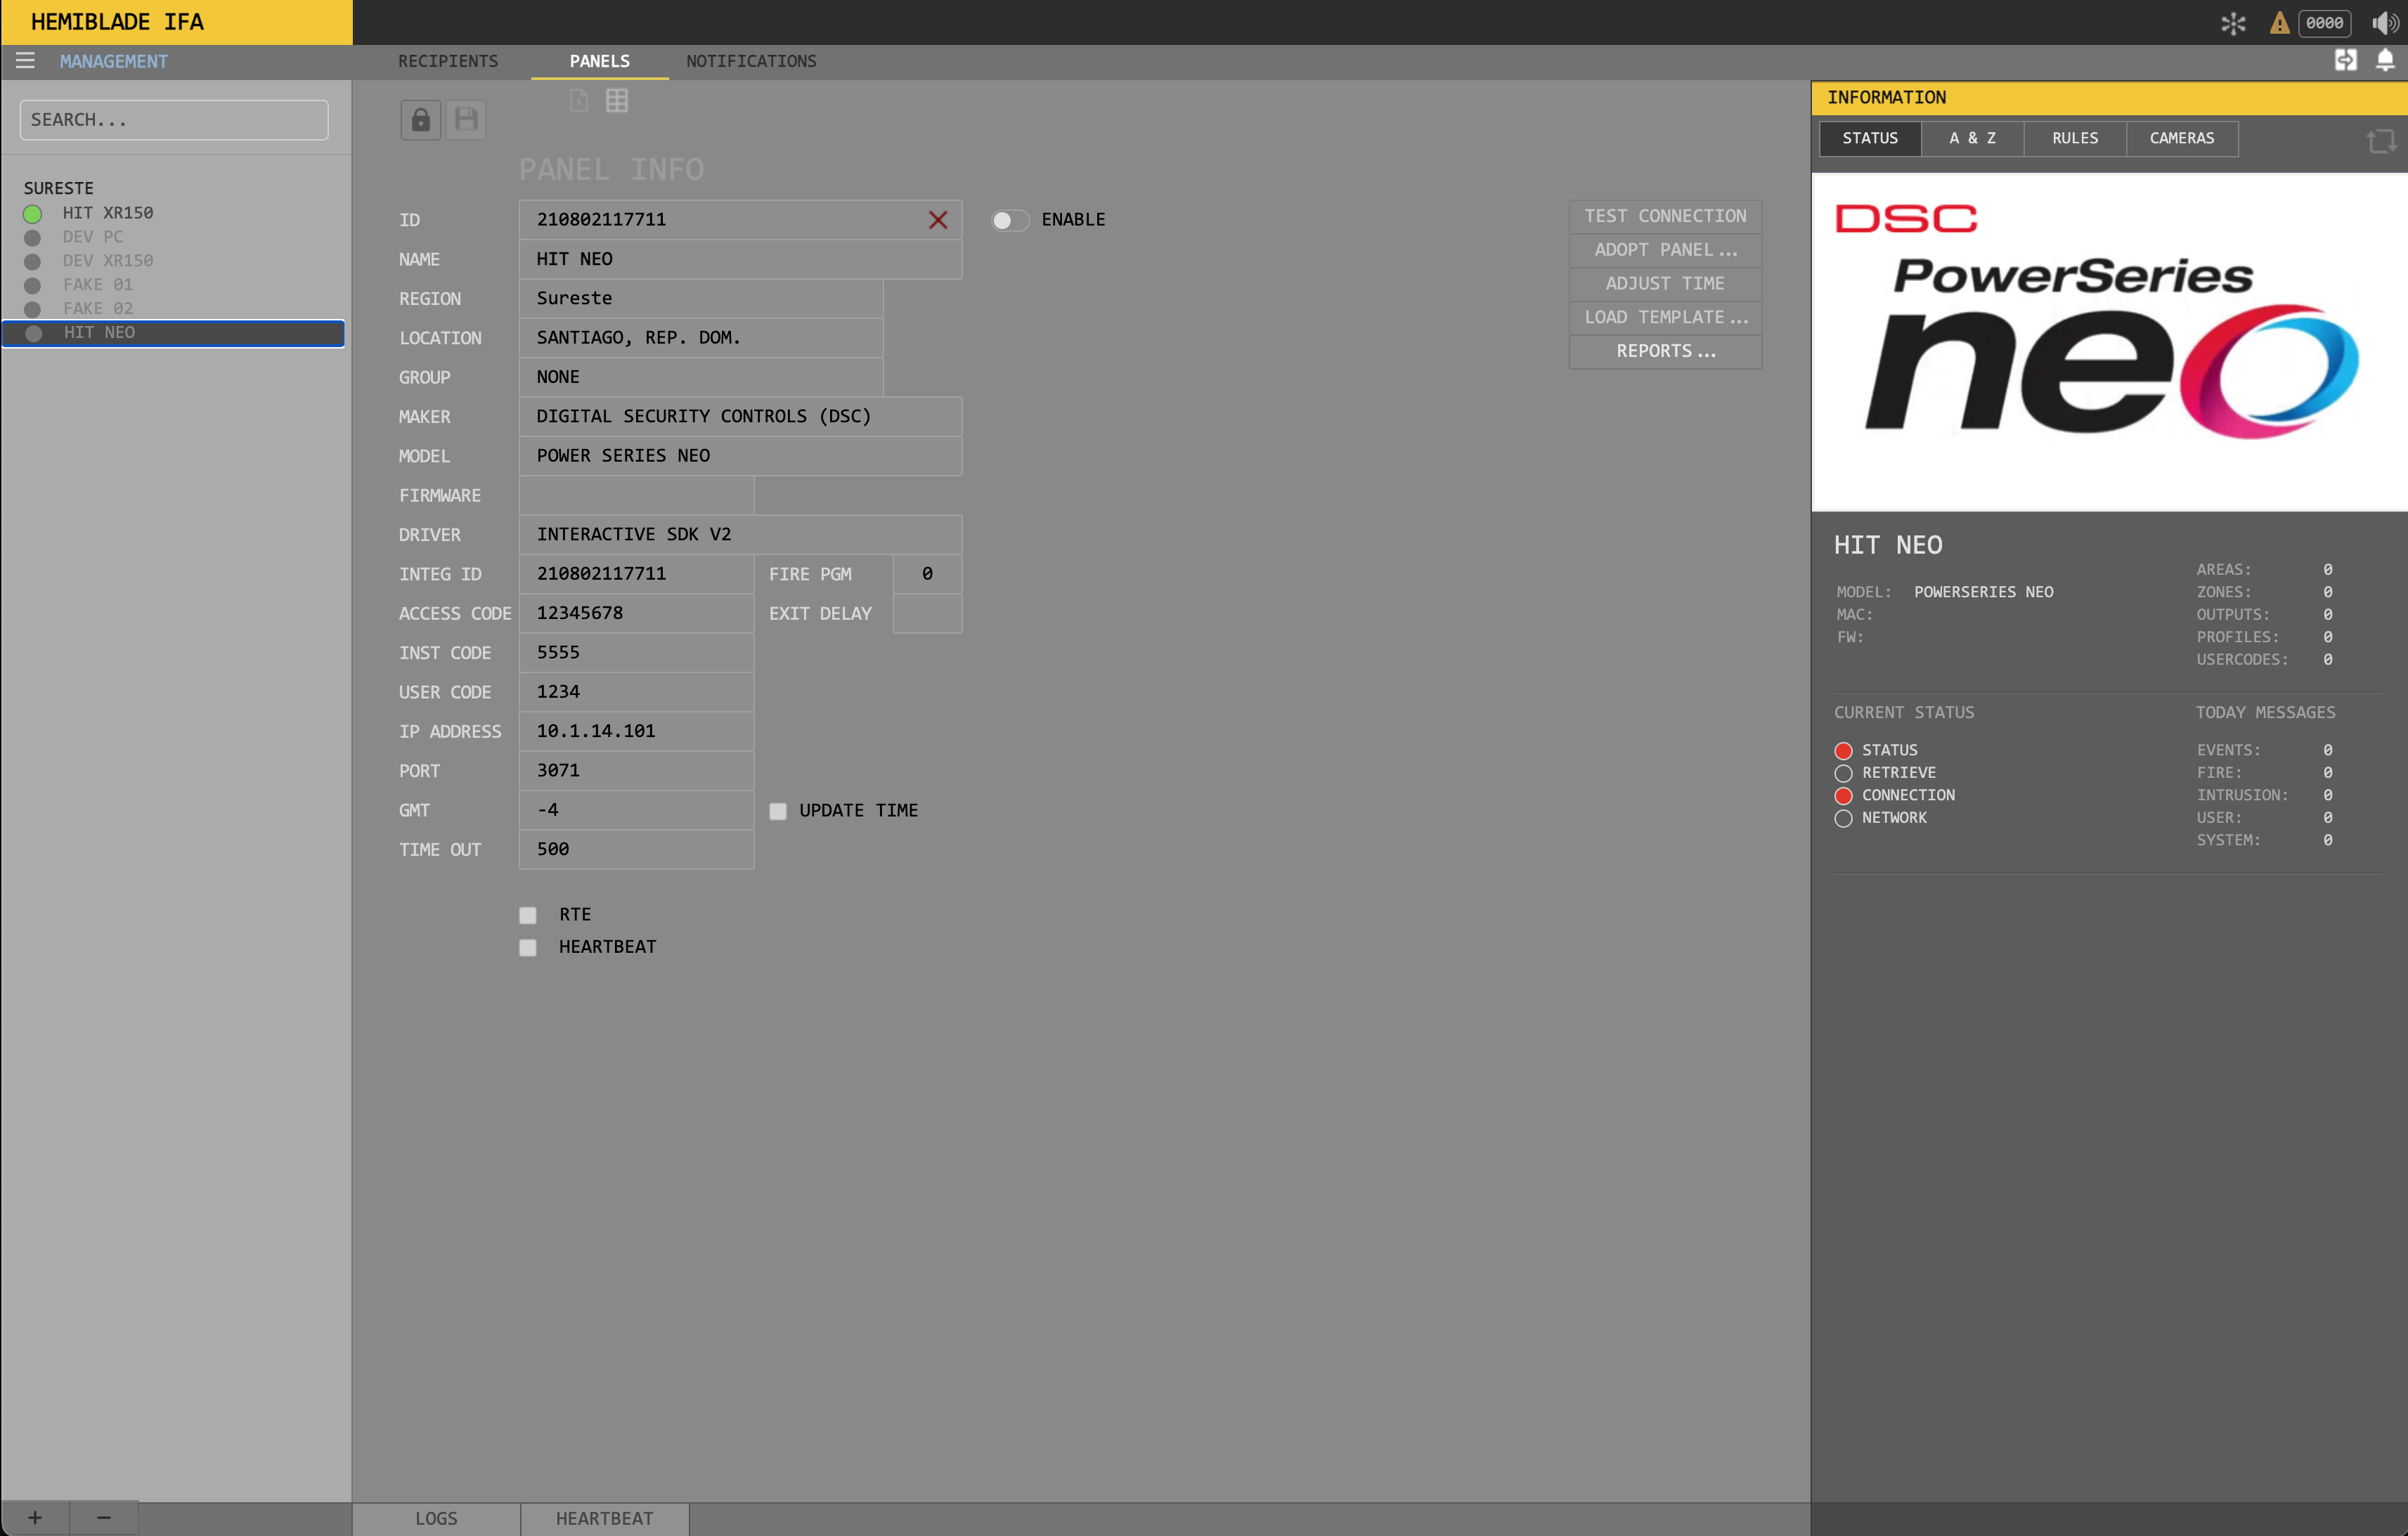 HEMIBLADE IFA
0000
MANAGEMENT
RECIPIENTS PANELS NOTIFICATIONS
SEARCH...
SURESTE
HIT XR150
DEV PC
DEV XR150
FAKE 01
FAKE 02
HIT NEO
PANEL INFO
ID 210802117711 ENABLE
NAME HIT NEO
REGION Sureste
LOCATION SANTIAGO, REP. DOM.
GROUP NONE
MAKER DIGITAL SECURITY CONTROLS (DSC)
MODEL POWER SERIES NEO
FIRMWARE
DRIVER INTERACTIVE SDK V2
INTEG ID 210802117711 FIRE PGM 0
ACCESS CODE 12345678 EXIT DELAY
INST CODE 5555
USER CODE 1234
IP ADDRESS 10.1.14.101
PORT 3071
GMT -4 UPDATE TIME
TIME OUT 500
RTE
HEARTBEAT
TEST CONNECTION
ADOPT PANEL...
ADJUST TIME
LOAD TEMPLATE...
REPORTS...
LOGS HEARTBEAT
INFORMATION
STATUS A & Z RULES CAMERAS
DSC
PowerSeries
neo
HIT NEO
MODEL: POWERSERIES NEO
MAC:
FW:
AREAS: 0
ZONES: 0
OUTPUTS: 0
PROFILES: 0
USERCODES: 0
CURRENT STATUS
STATUS
RETRIEVE
CONNECTION
NETWORK
TODAY MESSAGES
EVENTS: 0
FIRE: 0
INTRUSION: 0
USER: 0
SYSTEM: 0